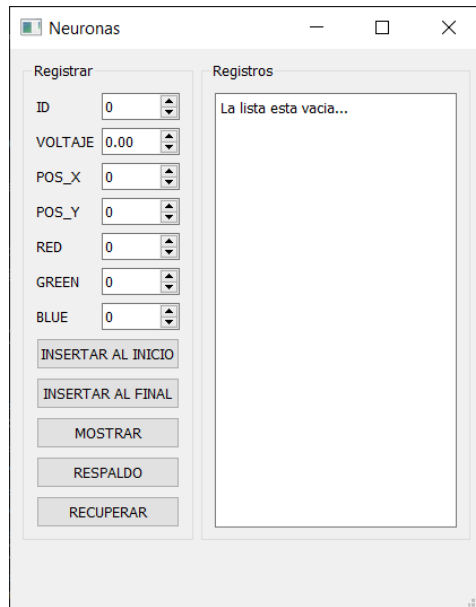 Neuronas
Registrar
ID 0
VOLTAJE 0.00
POS_X 0
POS_Y 0
RED 0
GREEN 0
BLUE 0
INSERTAR AL INICIO
INSERTAR AL FINAL
MOSTRAR
RESPALDO
RECUPERAR
Registros
La lista esta vacia...